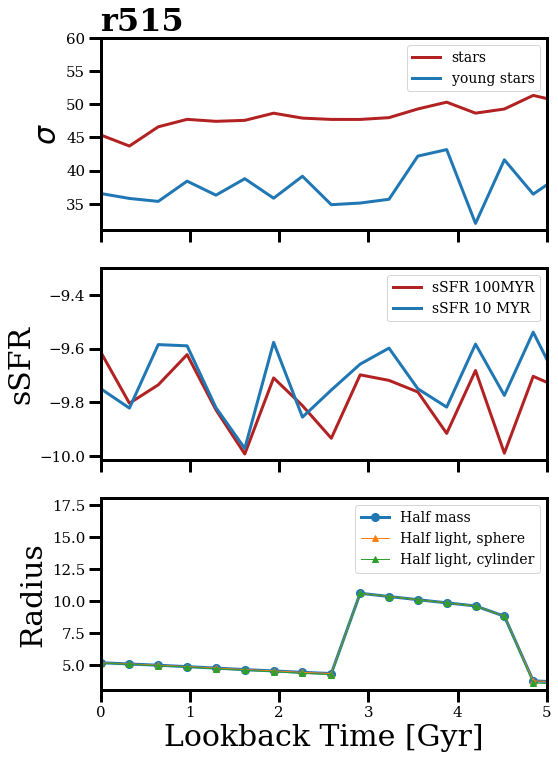 r515
60
55
50
45
40
35
σ
stars
young stars
−9.4
−9.6
−9.8
−10.0
sSFR
sSFR 100MYR
sSFR 10 MYR
17.5
15.0
12.5
10.0
7.5
5.0
Radius
Half mass
Half light, sphere
Half light, cylinder
0 1 2 3 4 5
Lookback Time [Gyr]